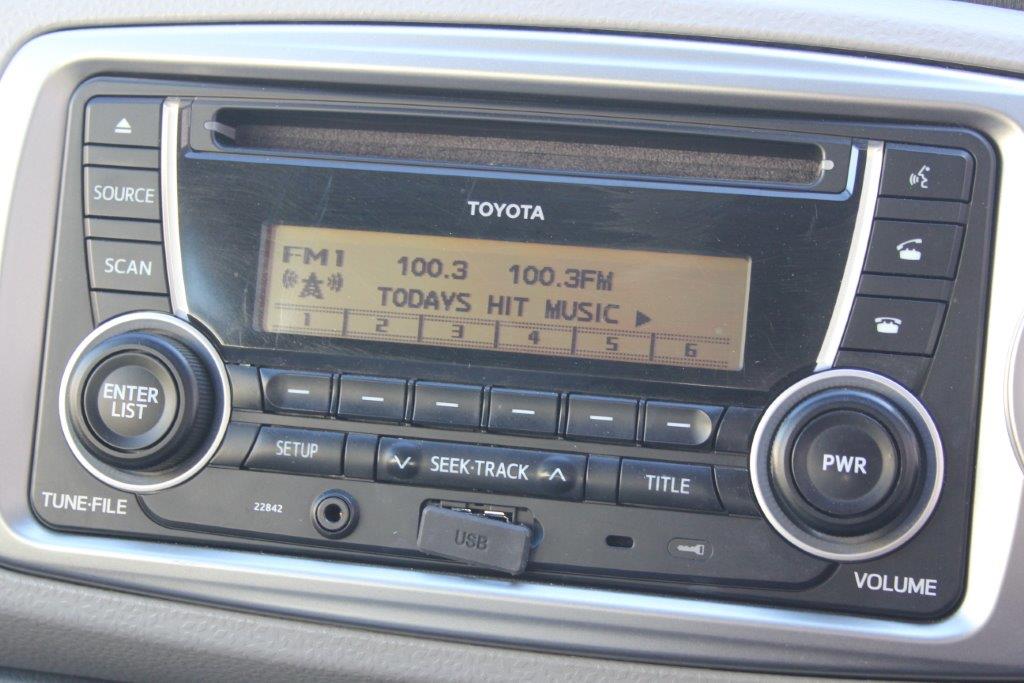 SOURCE
SCAN
TOYOTA
FM1 100.3 100.3FM
TODAYS HIT MUSIC ▶
1 2 3 4 5 6
ENTER
LIST
TUNE·FILE
SETUP
SEEK·TRACK
TITLE
PWR
VOLUME
22842
USB